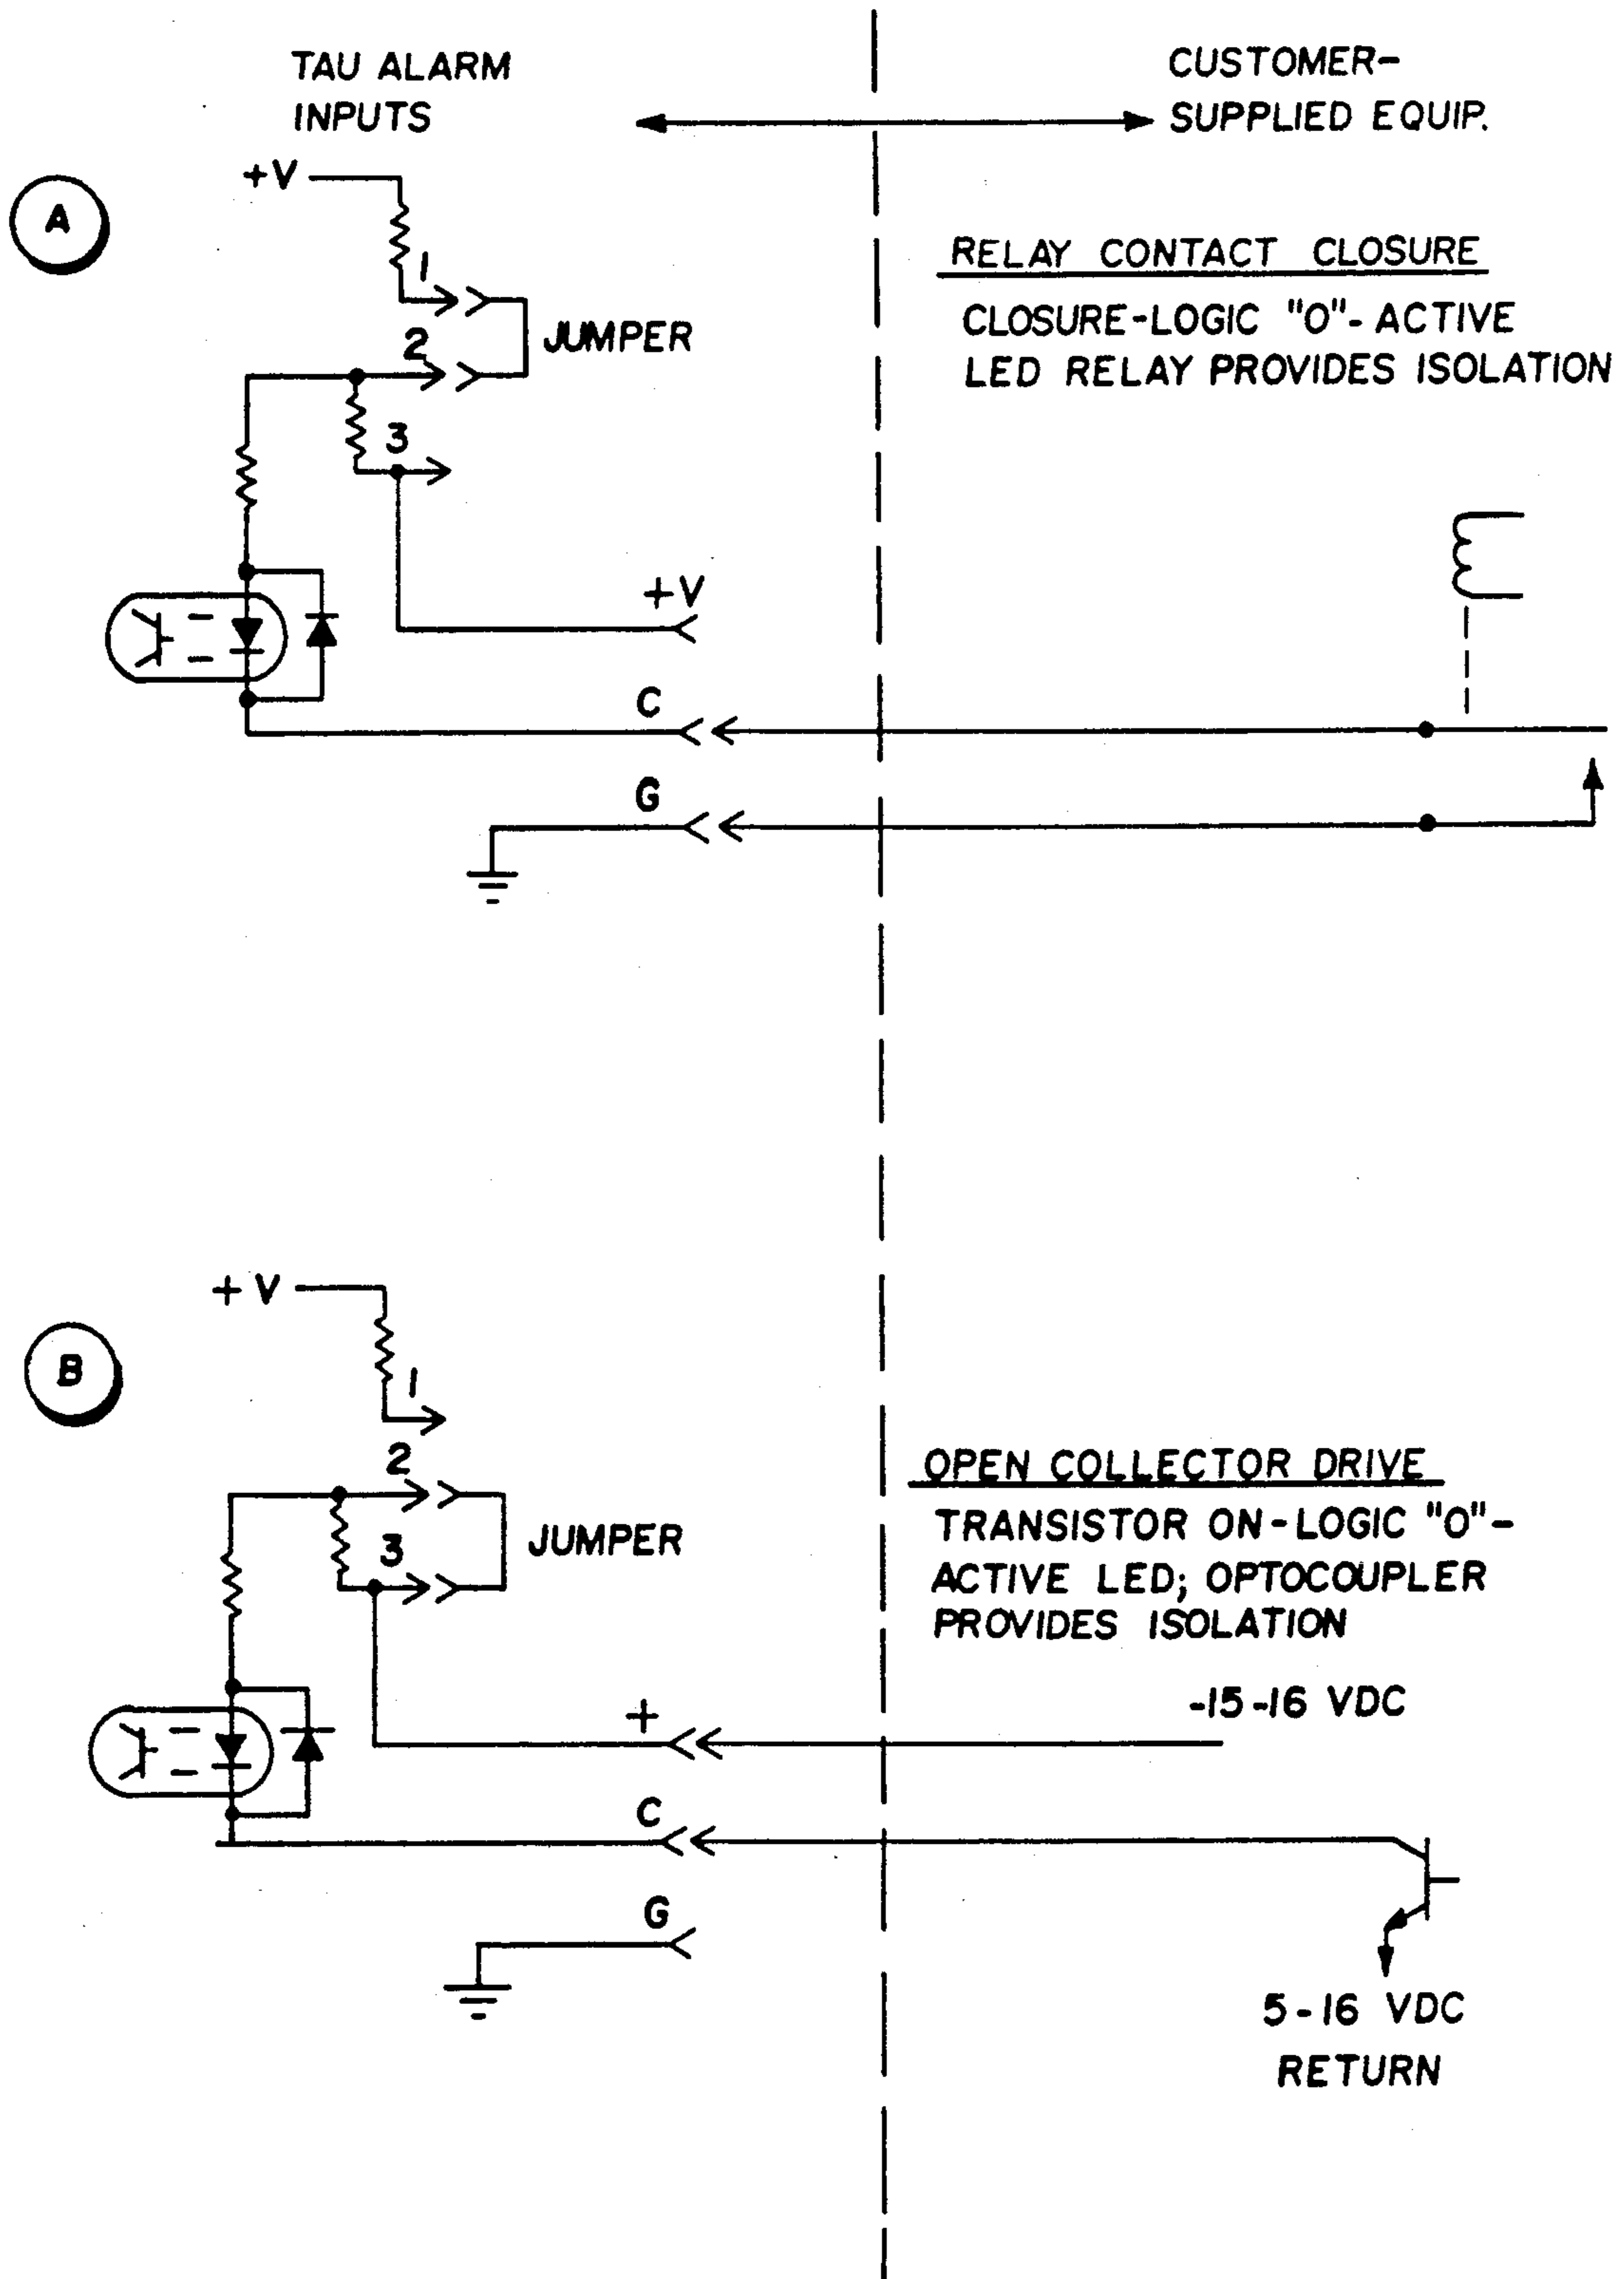 TAU ALARM
INPUTS
CUSTOMER-
SUPPLIED EQUIP.
A
+V
1
2
JUMPER
3
+V
C
G
RELAY CONTACT CLOSURE
CLOSURE-LOGIC "O"-ACTIVE
LED RELAY PROVIDES ISOLATION
B
+V
1
2
JUMPER
3
+
C
G
OPEN COLLECTOR DRIVE
TRANSISTOR ON-LOGIC "O"-
ACTIVE LED; OPTOCOUPLER
PROVIDES ISOLATION
-15-16 VDC
5-16 VDC
RETURN